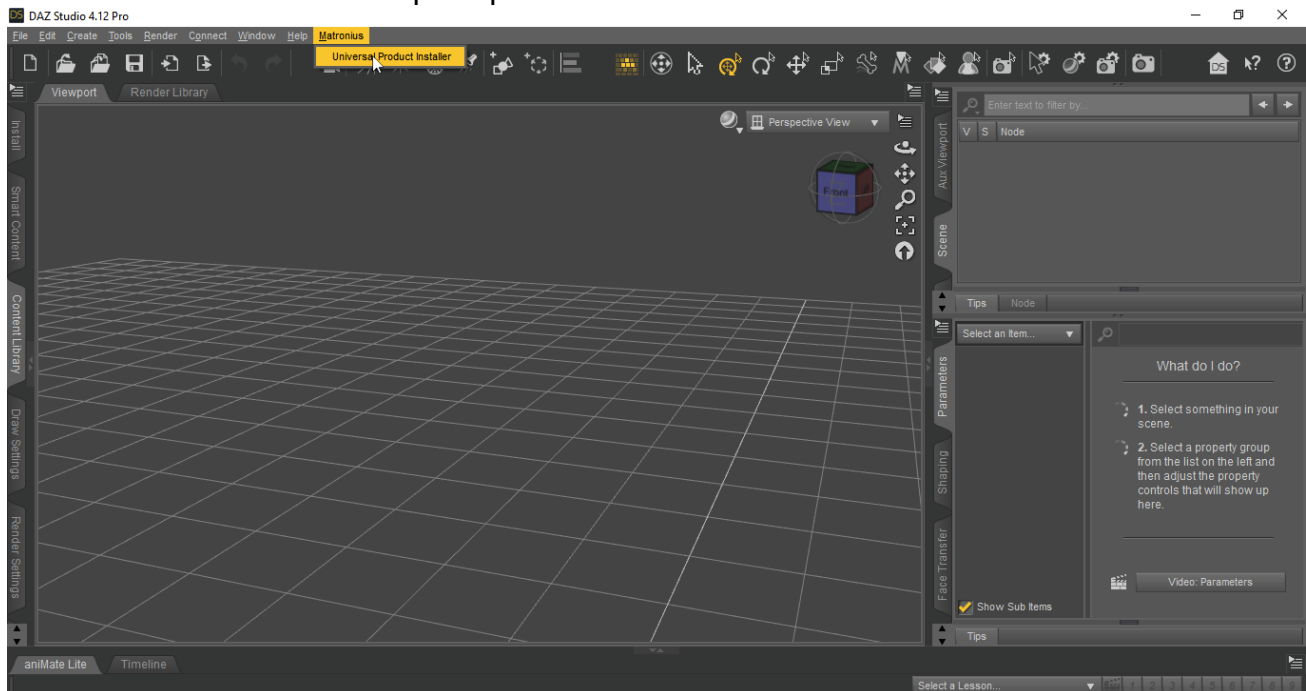 DS DAZ Studio 4.12 Pro
File Edit Create Tools Render Connect Window Help Matronius
Universal Product Installer
Viewport Render Library
Perspective View
Front
Install
Smart Content
Content Library
Draw Settings
Render Settings
Aux Viewport
Scene
Enter text to filter by...
V S Node
Tips Node
Parameters
Shaping
Face Transfer
Select an Item...
What do I do?
1. Select something in your
scene.
2. Select a property group
from the list on the left and
then adjust the property
controls that will show up
here.
Video: Parameters
Show Sub Items
Tips
aniMate Lite Timeline
Select a Lesson... 1 2 3 4 5 6 7 8 9